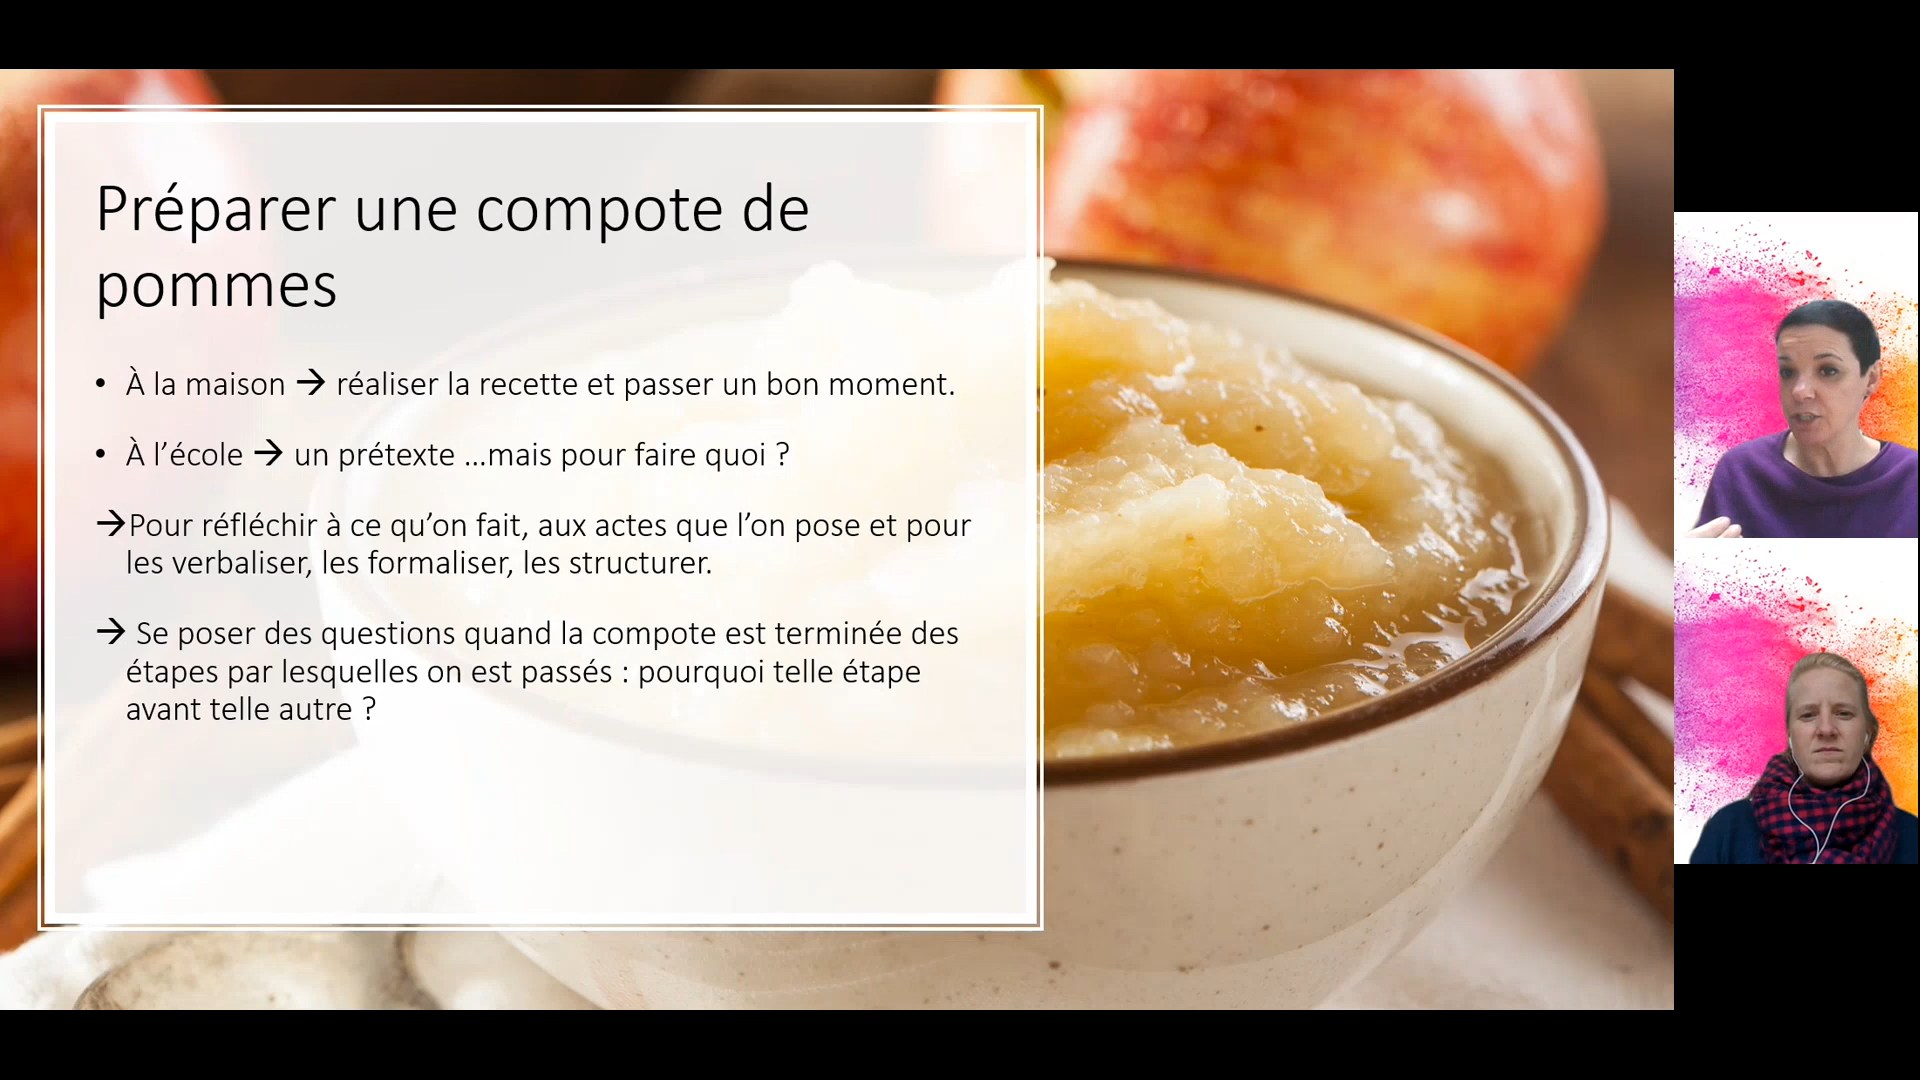 Préparer une compote de
pommes
• À la maison → réaliser la recette et passer un bon moment.
• À l’école → un prétexte …mais pour faire quoi ?
→Pour réfléchir à ce qu’on fait, aux actes que l’on pose et pour
les verbaliser, les formaliser, les structurer.
→ Se poser des questions quand la compote est terminée des
étapes par lesquelles on est passés : pourquoi telle étape
avant telle autre ?